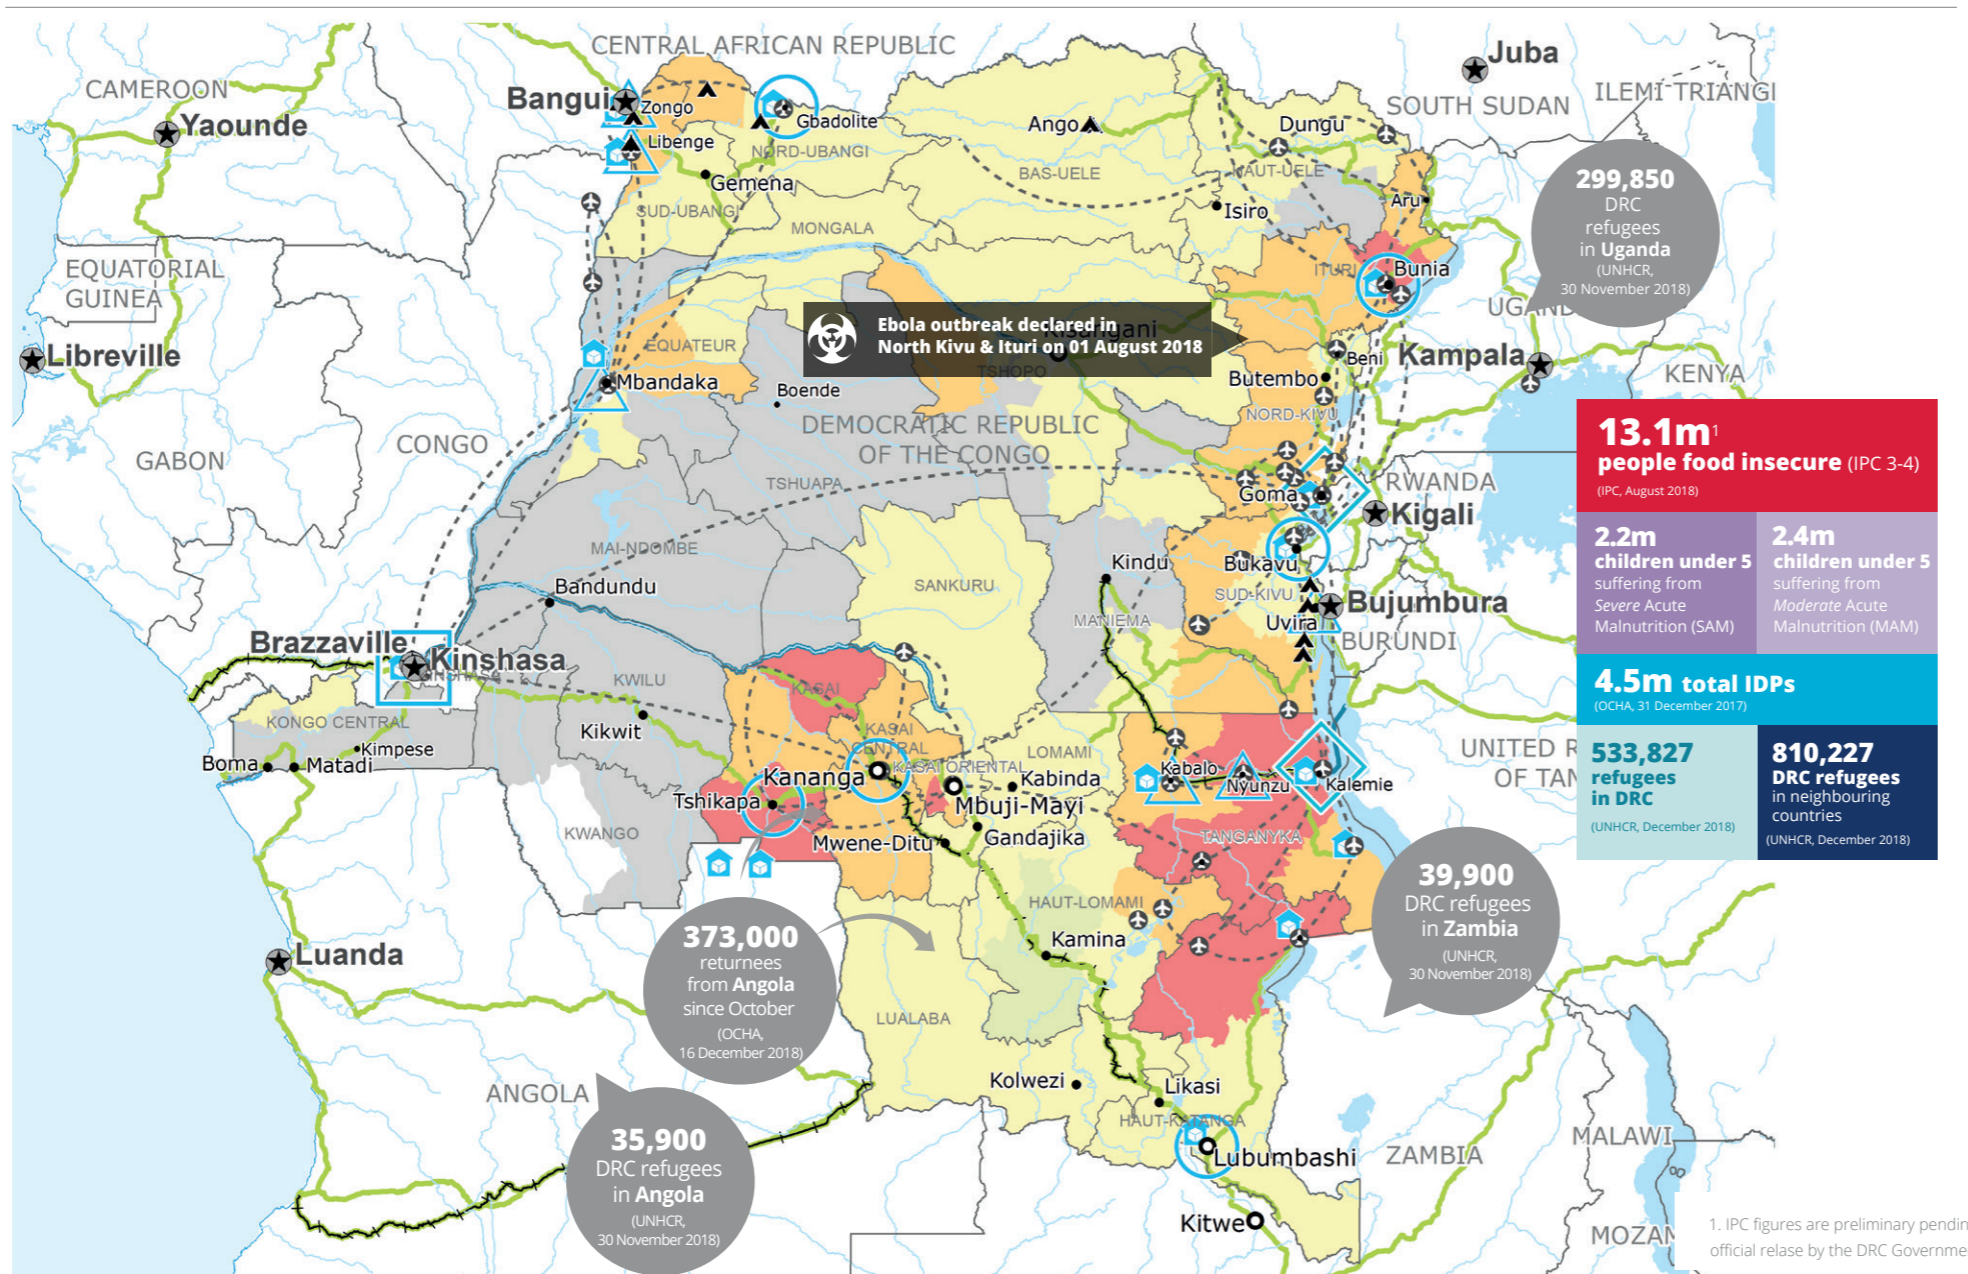 CENTRAL AFRICAN REPUBLIC
Juba
CAMEROON
ILEMI TRIANGL
Bangui
Zongo
SOUTH SUDAN
Yaounde
Gbadolite
Ango
Dungu
Libenge
NORD-UBANGI
BAS-UELE
HAUT-UELE
Gemena
299,850
DRC
refugees
in Uganda
(UNHCR,
30 November 2018)
SUD-UBANGI
Isiro
Aru
MONGALA
EQUATORIAL
GUINEA
ITURI
Bunia
UGAND
Ebola outbreak declared in
North Kivu & Ituri on 01 August 2018
Kisangani
EQUATEUR
Libreville
Beni
Kampala
TSHOPO
KENYA
Mbandaka
Boende
Butembo
NORD-KIVU
DEMOCRATIC REPUBLIC
OF THE CONGO
CONGO
GABON
13.1m1
people food insecure (IPC 3-4)
(IPC, August 2018)
TSHUAPA
Goma
RWANDA
Kigali
2.2m
children under 5
suffering from
Severe Acute
Malnutrition (SAM)
2.4m
children under 5
suffering from
Moderate Acute
Malnutrition (MAM)
MAI-NDOMBE
Kindu
Bukavu
Bandundu
SANKURU
SUD-KIVU
Bujumbura
MANIEMA
Uvira
BURUNDI
Brazzaville
Kinshasa
KWILU
KASAI
4.5m total IDPs
(OCHA, 31 December 2017)
KONGO CENTRAL
Kikwit
KASAI
CENTRAL
LOMAMI
UNITED R
OF TAN
Boma
Matadi
Kimpese
Kananga
KASAI ORIENTAL
Kabinda
Kabalo
Nyunzu
Kalemie
533,827
refugees
in DRC
(UNHCR, December 2018)
810,227
DRC refugees
in neighbouring
countries
(UNHCR, December 2018)
Tshikapa
Mbuji-Mayi
KWANGO
Mwene-Ditu
Gandajika
TANGANYKA
39,900
DRC refugees
in Zambia
(UNHCR,
30 November 2018)
HAUT-LOMAMI
373,000
returnees
from Angola
since October
(OCHA,
16 December 2018)
Kamina
Luanda
LUALABA
Kolwezi
Likasi
ANGOLA
HAUT-KATANGA
35,900
DRC refugees
in Angola
(UNHCR,
30 November 2018)
Lubumbashi
ZAMBIA
MALAWI
Kitwe
MOZAM
1. IPC figures are preliminary pendin
official relase by the DRC Governme